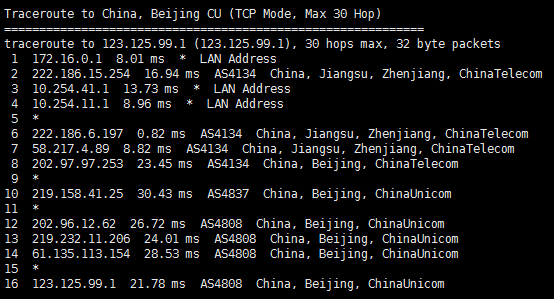 Traceroute to China, Beijing CU (TCP Mode, Max 30 Hop)
============================================================
traceroute to 123.125.99.1 (123.125.99.1), 30 hops max, 32 byte packets
1 172.16.0.1 8.01 ms * LAN Address
2 222.186.15.254 16.94 ms AS4134 China, Jiangsu, Zhenjiang, ChinaTelecom
3 10.254.41.1 13.73 ms * LAN Address
4 10.254.11.1 8.96 ms * LAN Address
5 *
6 222.186.6.197 0.82 ms AS4134 China, Jiangsu, Zhenjiang, ChinaTelecom
7 58.217.4.89 8.82 ms AS4134 China, Jiangsu, Zhenjiang, ChinaTelecom
8 202.97.97.253 23.45 ms AS4134 China, Beijing, ChinaTelecom
9 *
10 219.158.41.25 30.43 ms AS4837 China, Beijing, ChinaUnicom
11 *
12 202.96.12.62 26.72 ms AS4808 China, Beijing, ChinaUnicom
13 219.232.11.206 24.01 ms AS4808 China, Beijing, ChinaUnicom
14 61.135.113.154 28.53 ms AS4808 China, Beijing, ChinaUnicom
15 *
16 123.125.99.1 21.78 ms AS4808 China, Beijing, ChinaUnicom